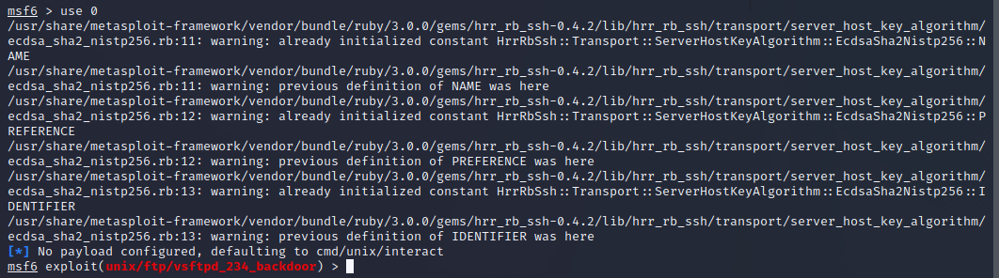 msf6 > use 0
/usr/share/metasploit-framework/vendor/bundle/ruby/3.0.0/gems/hrr_rb_ssh-0.4.2/lib/hrr_rb_ssh/transport/server_host_key_algorithm/
ecdsa_sha2_nistp256.rb:11: warning: already initialized constant HrrRbSsh::Transport::ServerHostKeyAlgorithm::EcdsaSha2Nistp256::N
AME
/usr/share/metasploit-framework/vendor/bundle/ruby/3.0.0/gems/hrr_rb_ssh-0.4.2/lib/hrr_rb_ssh/transport/server_host_key_algorithm/
ecdsa_sha2_nistp256.rb:11: warning: previous definition of NAME was here
/usr/share/metasploit-framework/vendor/bundle/ruby/3.0.0/gems/hrr_rb_ssh-0.4.2/lib/hrr_rb_ssh/transport/server_host_key_algorithm/
ecdsa_sha2_nistp256.rb:12: warning: already initialized constant HrrRbSsh::Transport::ServerHostKeyAlgorithm::EcdsaSha2Nistp256::P
REFERENCE
/usr/share/metasploit-framework/vendor/bundle/ruby/3.0.0/gems/hrr_rb_ssh-0.4.2/lib/hrr_rb_ssh/transport/server_host_key_algorithm/
ecdsa_sha2_nistp256.rb:12: warning: previous definition of PREFERENCE was here
/usr/share/metasploit-framework/vendor/bundle/ruby/3.0.0/gems/hrr_rb_ssh-0.4.2/lib/hrr_rb_ssh/transport/server_host_key_algorithm/
ecdsa_sha2_nistp256.rb:13: warning: already initialized constant HrrRbSsh::Transport::ServerHostKeyAlgorithm::EcdsaSha2Nistp256::I
DENTIFIER
/usr/share/metasploit-framework/vendor/bundle/ruby/3.0.0/gems/hrr_rb_ssh-0.4.2/lib/hrr_rb_ssh/transport/server_host_key_algorithm/
ecdsa_sha2_nistp256.rb:13: warning: previous definition of IDENTIFIER was here
[*] No payload configured, defaulting to cmd/unix/interact
msf6 exploit(unix/ftp/vsftpd_234_backdoor) >